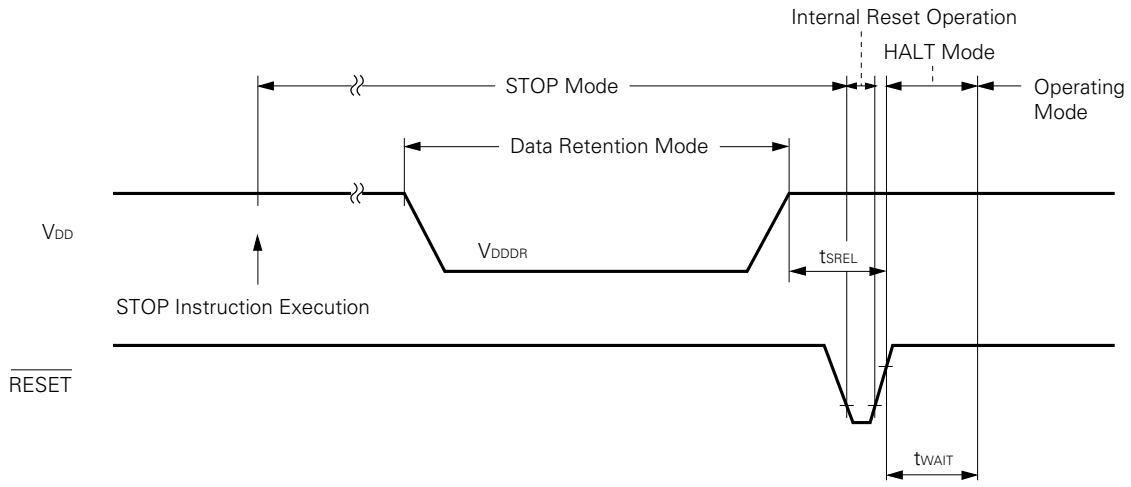 Internal Reset Operation
HALT Mode
STOP Mode
Operating
Mode
Data Retention Mode
VDD
VDDDR
tSREL
STOP Instruction Execution
RESET
tWAIT